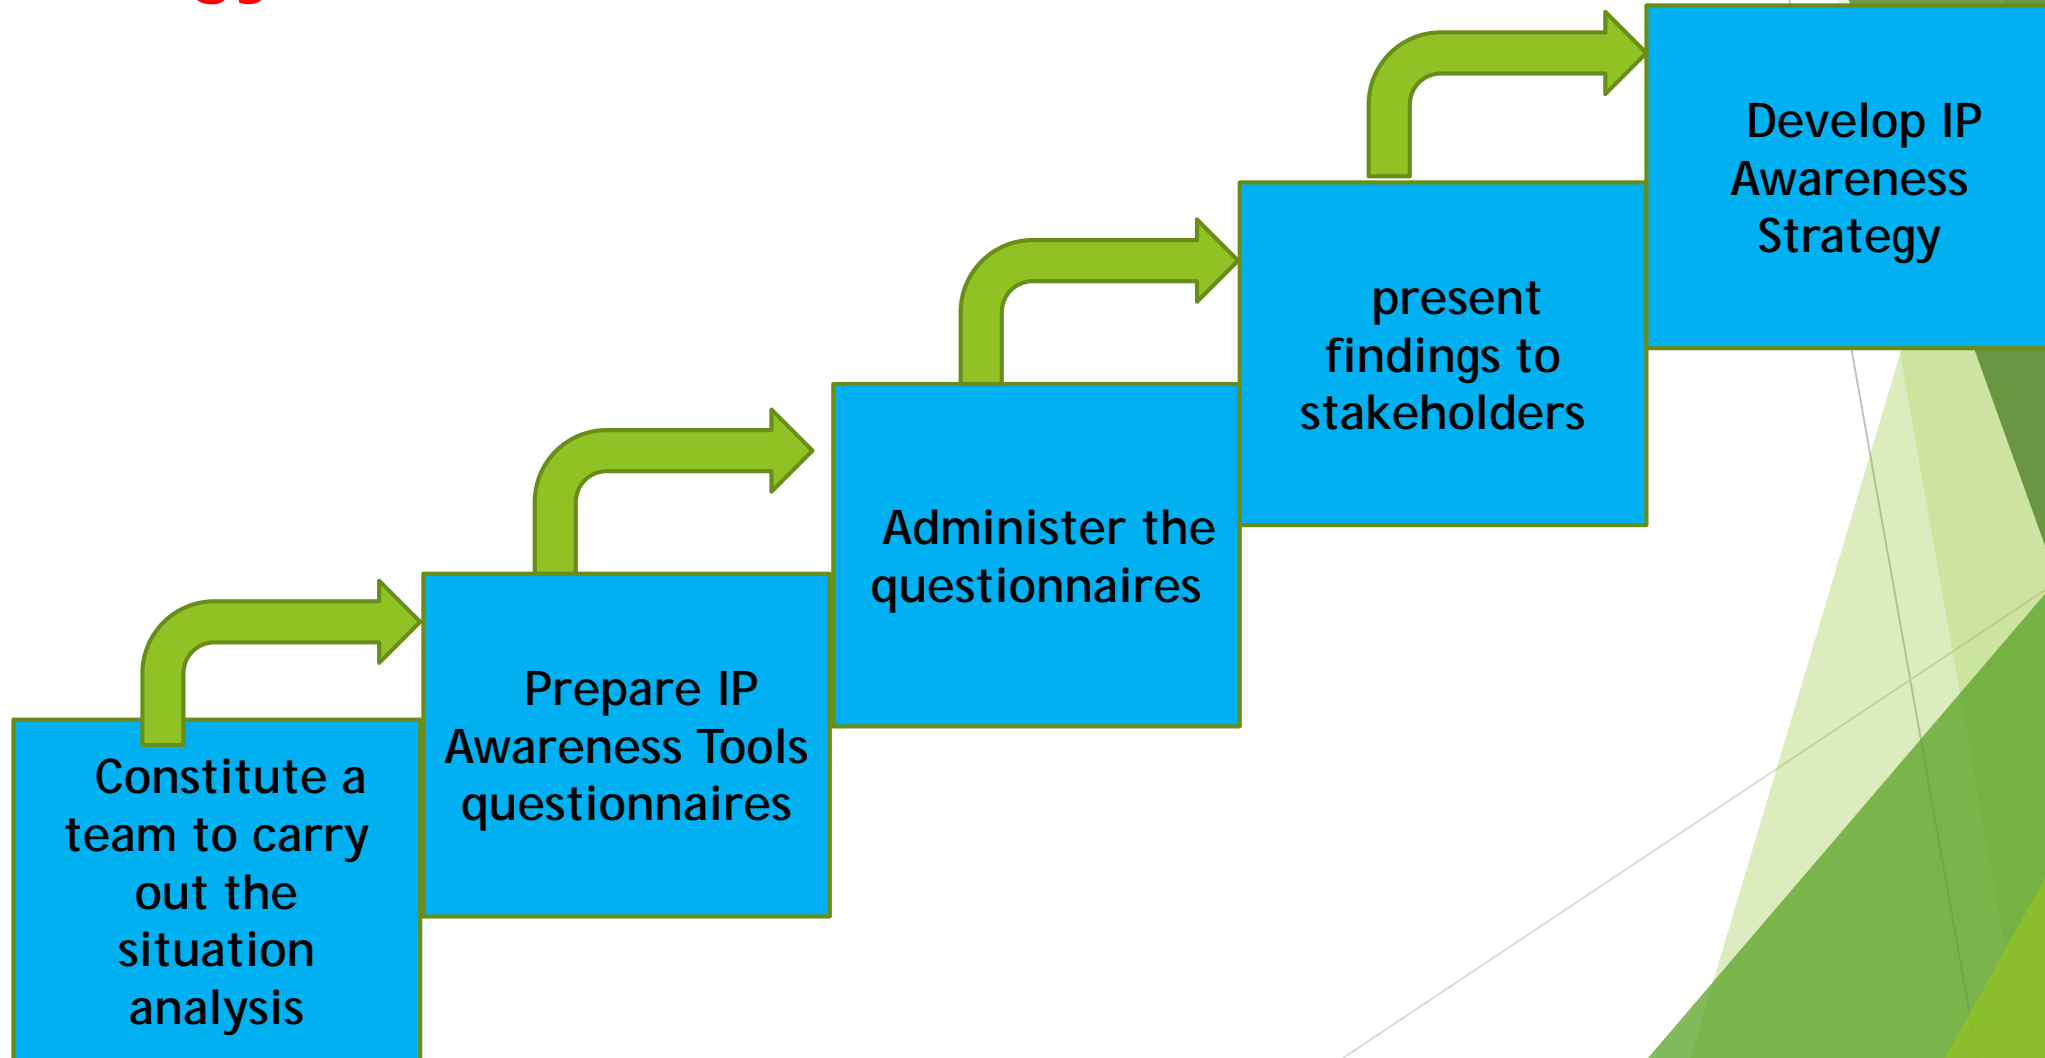 Constitute a
team to carry
out the
situation
analysis
Prepare IP
Awareness Tools
questionnaires
Administer the
questionnaires
present
findings to
stakeholders
Develop IP
Awareness
Strategy